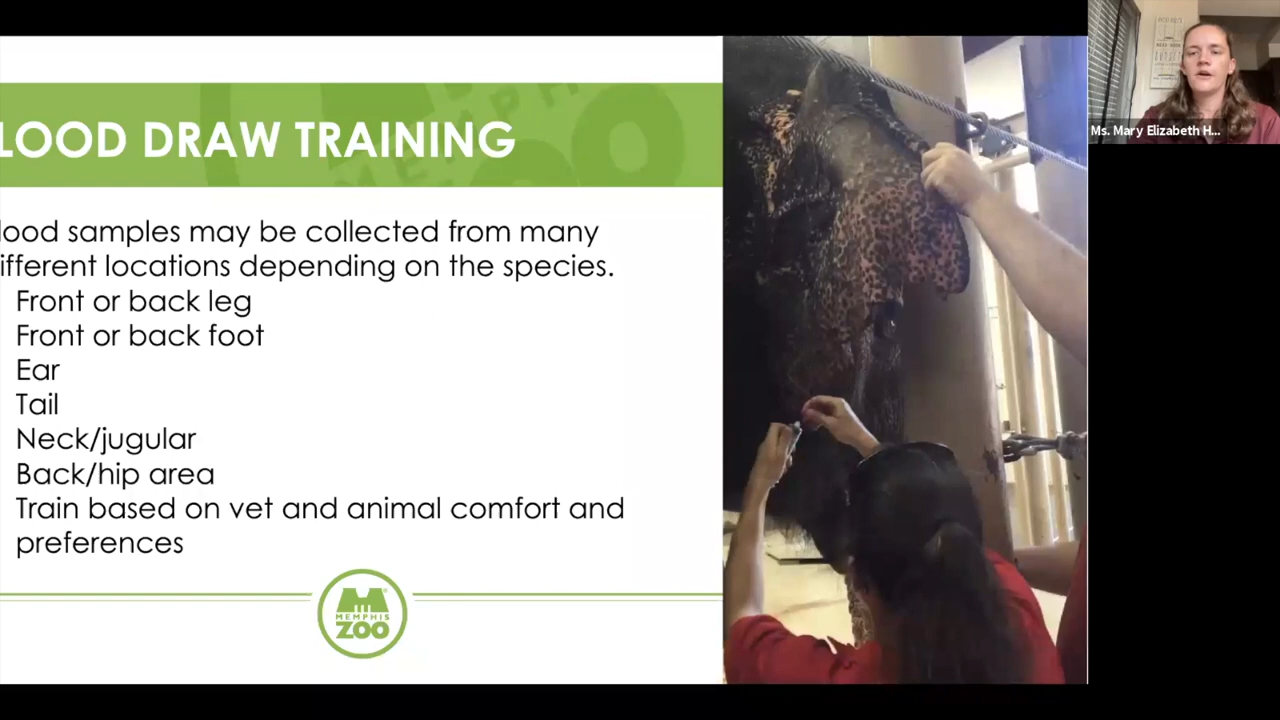 LOOD DRAW TRAINING
Ms. Mary Elizabeth H...
lood samples may be collected from many
ifferent locations depending on the species.
Front or back leg
Front or back foot
Ear
Tail
Neck/jugular
Back/hip area
Train based on vet and animal comfort and
preferences
MEMPHIS
ZOO